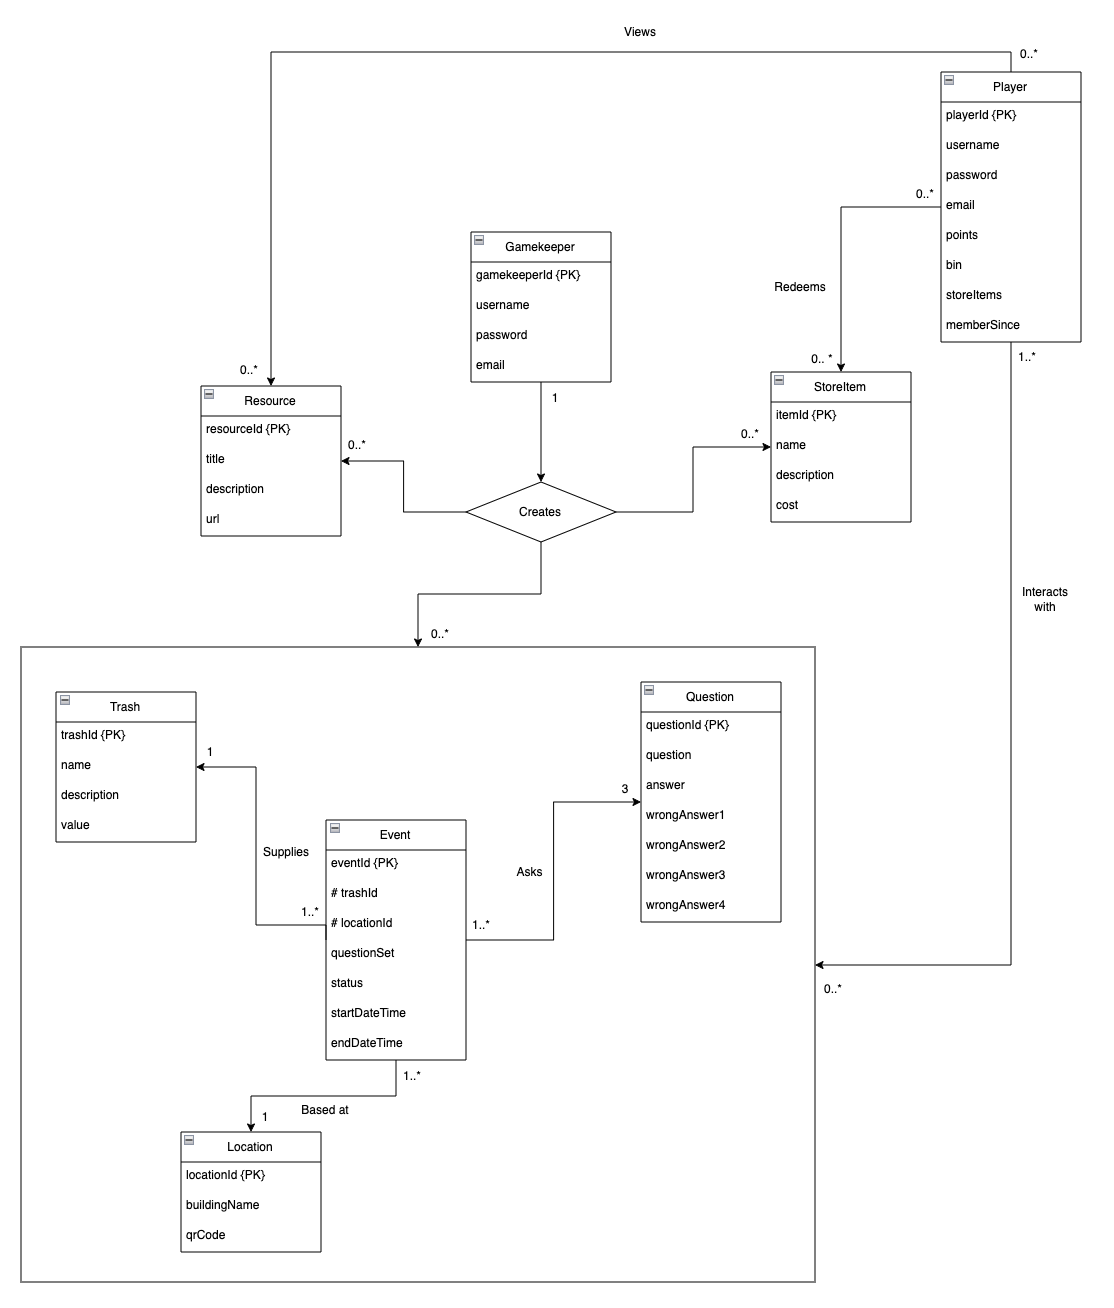 Views
0..*
Player
playerId {PK}
username
password
email
points
bin
storeItems
memberSince
0..*
1..*
Redeems
0.. *
Gamekeeper
gamekeeperId {PK}
username
password
email
1
0..*
Resource
resourceId {PK}
title
description
url
0..*
Creates
0..*
StoreItem
itemId {PK}
name
description
cost
Interacts
with
0..*
0..*
Trash
trashId {PK}
name
description
value
1
Supplies
1..*
Event
eventId {PK}
# trashId
# locationId
questionSet
status
startDateTime
endDateTime
1..*
Asks
3
Question
questionId {PK}
question
answer
wrongAnswer1
wrongAnswer2
wrongAnswer3
wrongAnswer4
1..*
Based at
1
Location
locationId {PK}
buildingName
qrCode